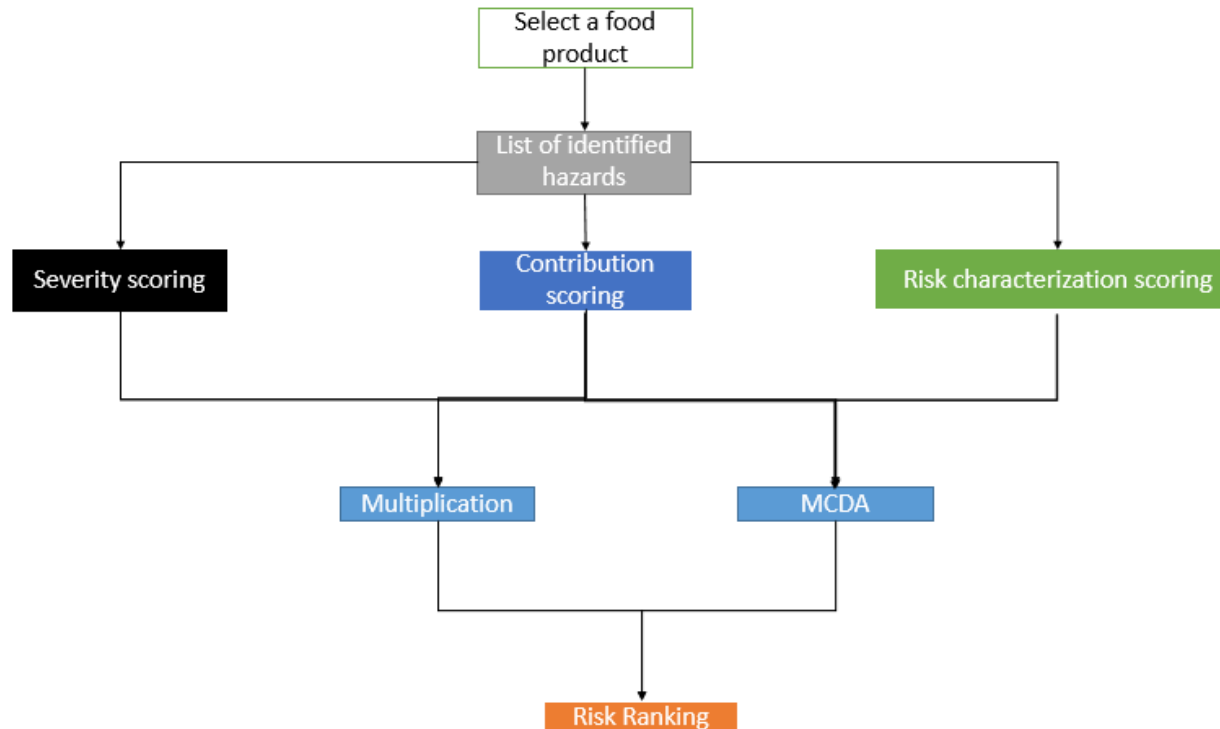 Select a food
product
List of identified
hazards
Severity scoring
Contribution
scoring
Risk characterization scoring
Multiplication
MCDA
Risk Ranking